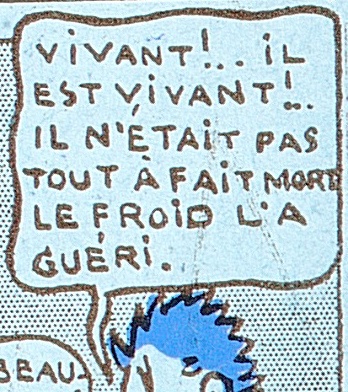 VIVANT!.. IL
EST VIVANT!..
IL N'ÉTAIT PAS
TOUT À FAIT MORT
LE FROID L'A
GUÉRI.
BEAU-